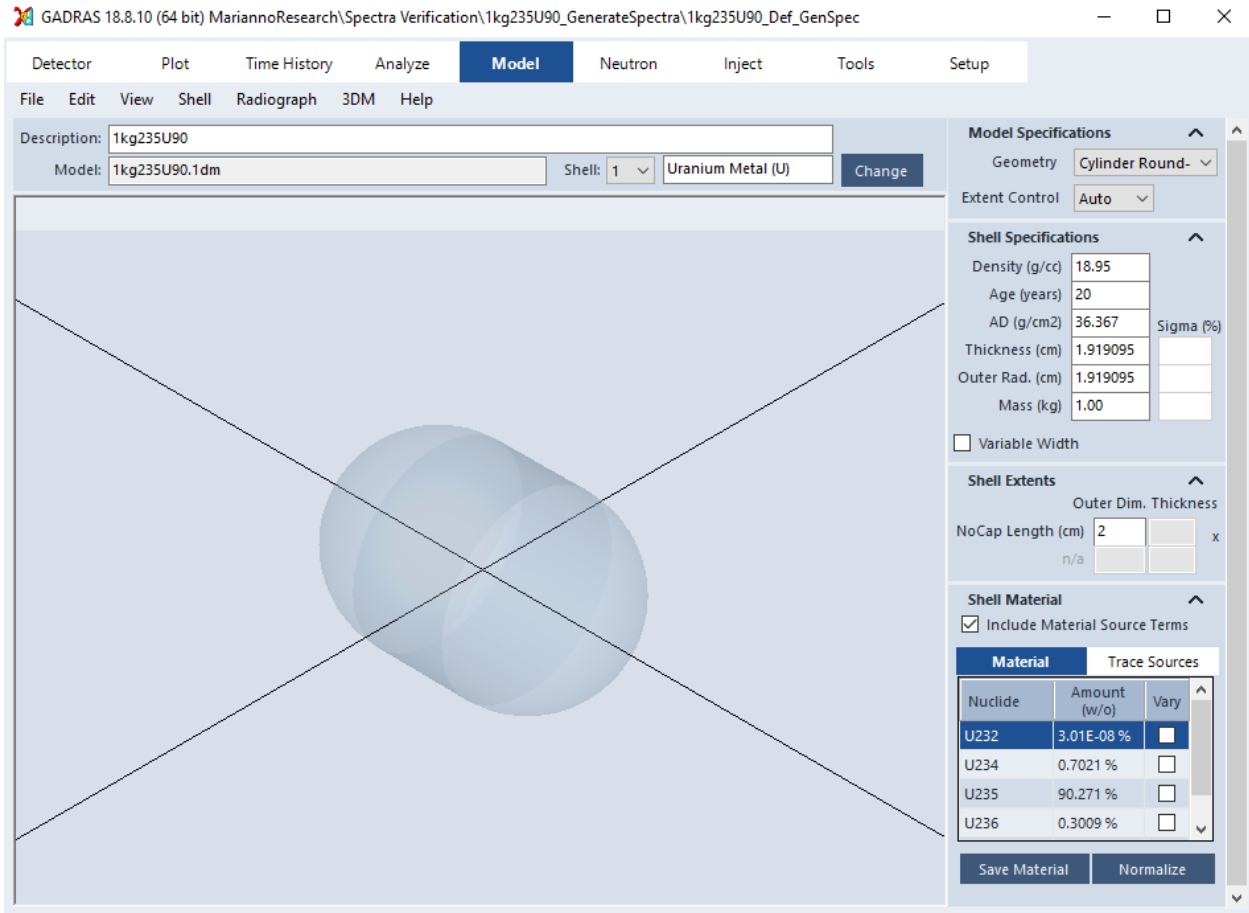 GADRAS 18.8.10 (64 bit) MariannoResearch\Spectra Verification\1kg235U90_GenerateSpectra\1kg235U90_Def_GenSpec
Detector Plot Time History Analyze Model Neutron Inject Tools Setup
File Edit View Shell Radiograph 3DM Help
Description: 1kg235U90
Model: 1kg235U90.1dm Shell: 1 Uranium Metal (U) Change
Model Specifications
Geometry Cylinder Round-
Extent Control Auto
Shell Specifications
Density (g/cc) 18.95
Age (years) 20
AD (g/cm2) 36.367 Sigma (%)
Thickness (cm) 1.919095
Outer Rad. (cm) 1.919095
Mass (kg) 1.00
Variable Width
Shell Extents
Outer Dim. Thickness
NoCap Length (cm) 2 x
n/a
Shell Material
Include Material Source Terms
Material Trace Sources
Nuclide Amount (w/o) Vary
U232 3.01E-08 %
U234 0.7021 %
U235 90.271 %
U236 0.3009 %
Save Material Normalize